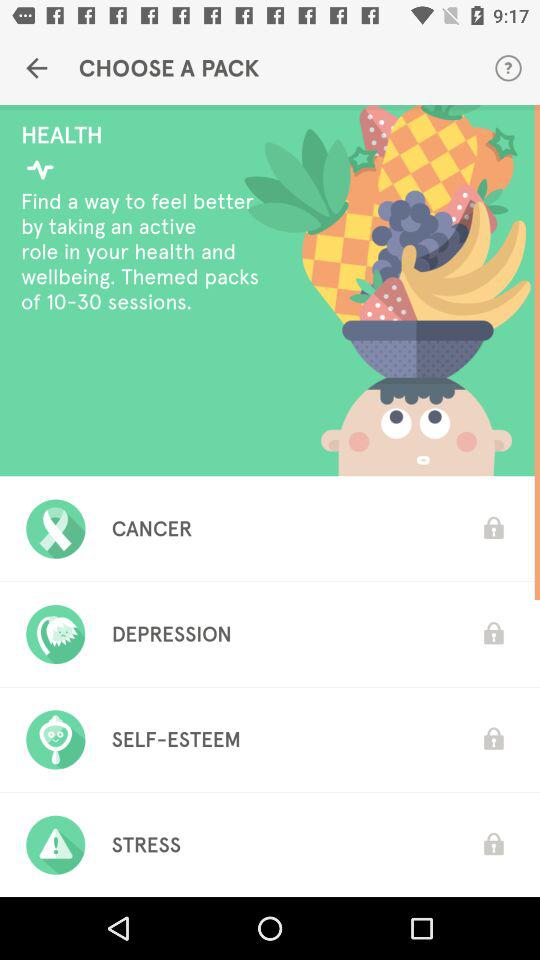 9:17
CHOOSE A PACK
?
HEALTH
Find a way to feel better
by taking an active
role in your health and
wellbeing. Themed packs
of 10-30 sessions.
CANCER
DEPRESSION
SELF-ESTEEM
STRESS